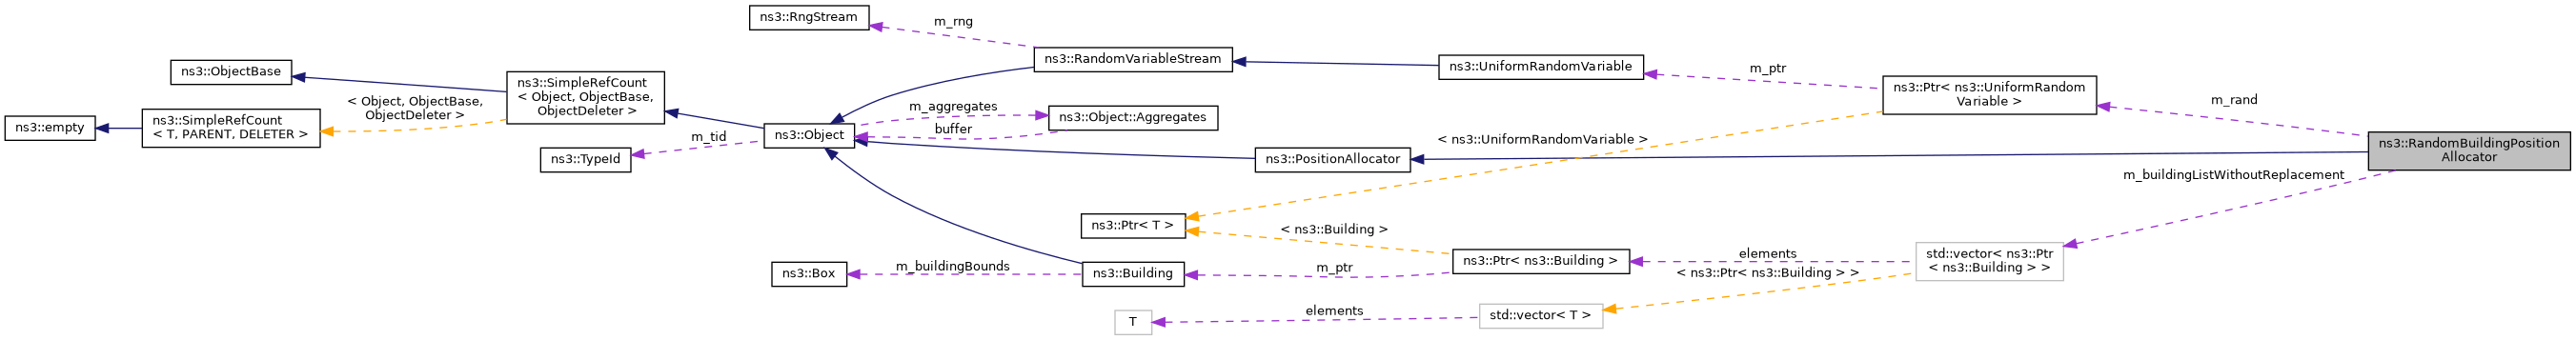 ns3::RngStream
m_rng
ns3::RandomVariableStream
ns3::UniformRandomVariable
m_ptr
ns3::ObjectBase
ns3::SimpleRefCount
< Object, ObjectBase,
ObjectDeleter >
ns3::Ptr< ns3::UniformRandom
Variable >
m_rand
< Object, ObjectBase,
ObjectDeleter >
m_aggregates
ns3::Object::Aggregates
buffer
ns3::empty
ns3::SimpleRefCount
< T, PARENT, DELETER >
ns3::Object
m_tid
ns3::TypeId
< ns3::UniformRandomVariable >
ns3::PositionAllocator
ns3::RandomBuildingPosition
Allocator
m_buildingListWithoutReplacement
ns3::Ptr< T >
< ns3::Building >
ns3::Box
m_buildingBounds
ns3::Building
m_ptr
ns3::Ptr< ns3::Building >
elements
< ns3::Ptr< ns3::Building > >
std::vector< ns3::Ptr
< ns3::Building > >
T
elements
std::vector< T >